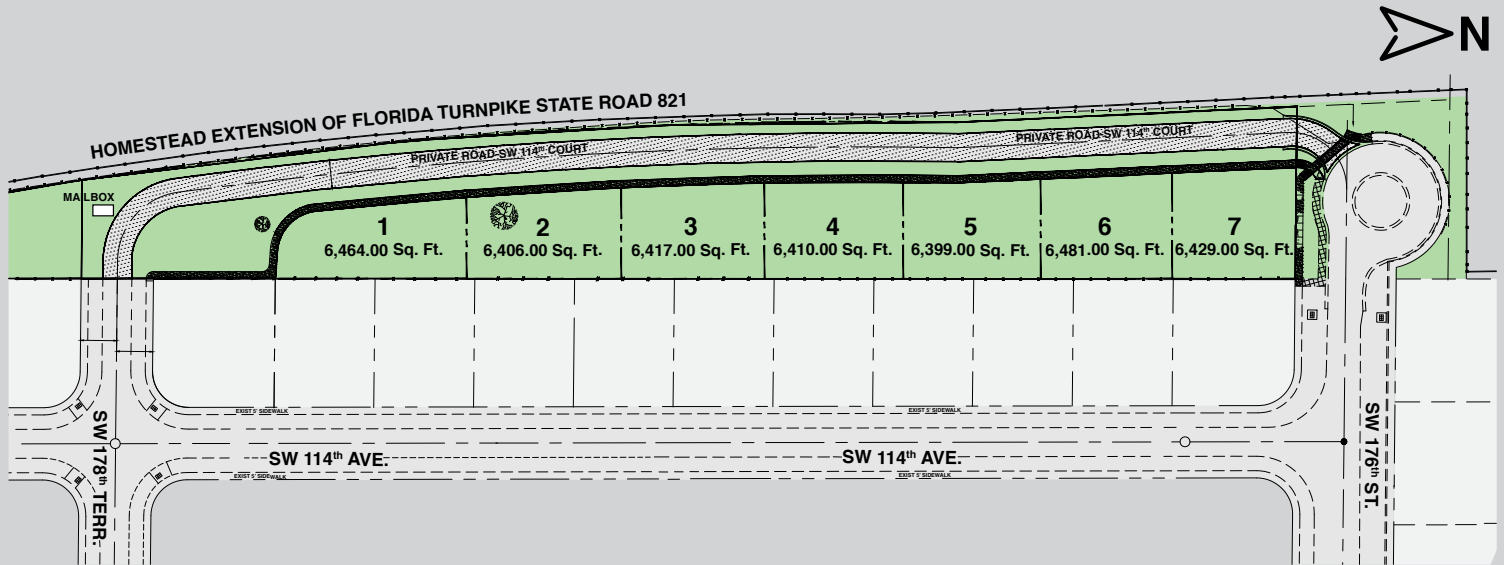 N
HOMESTEAD EXTENSION OF FLORIDA TURNPIKE STATE ROAD 821
PRIVATE ROAD-SW 114th COURT
PRIVATE ROAD-SW 114th COURT
MAILBOX
1
6,464.00 Sq. Ft.
2
6,406.00 Sq. Ft.
3
6,417.00 Sq. Ft.
4
6,410.00 Sq. Ft.
5
6,399.00 Sq. Ft.
6
6,481.00 Sq. Ft.
7
6,429.00 Sq. Ft.
EXIST 5' SIDEWALK
EXIST 5' SIDEWALK
SW 178th TERR.
SW 114th AVE.
SW 114th AVE.
SW 176th ST.
EXIST 5' SIDEWALK
EXIST 5' SIDEWALK